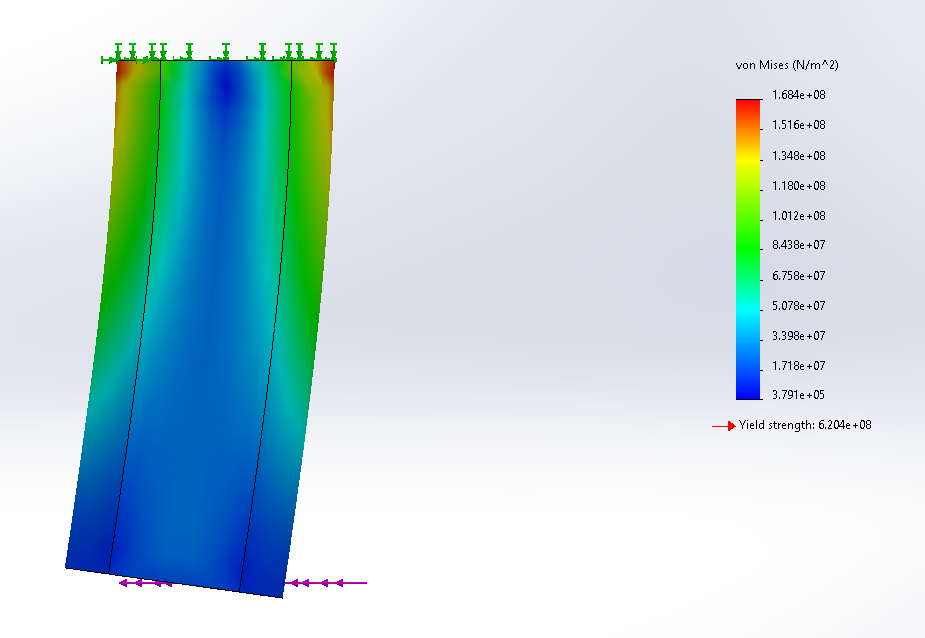 von Mises (N/m^2)
1.684e+08
1.516e+08
1.348e+08
1.180e+08
1.012e+08
8.438e+07
6.758e+07
5.078e+07
3.398e+07
1.718e+07
3.791e+05
Yield strength: 6.204e+08